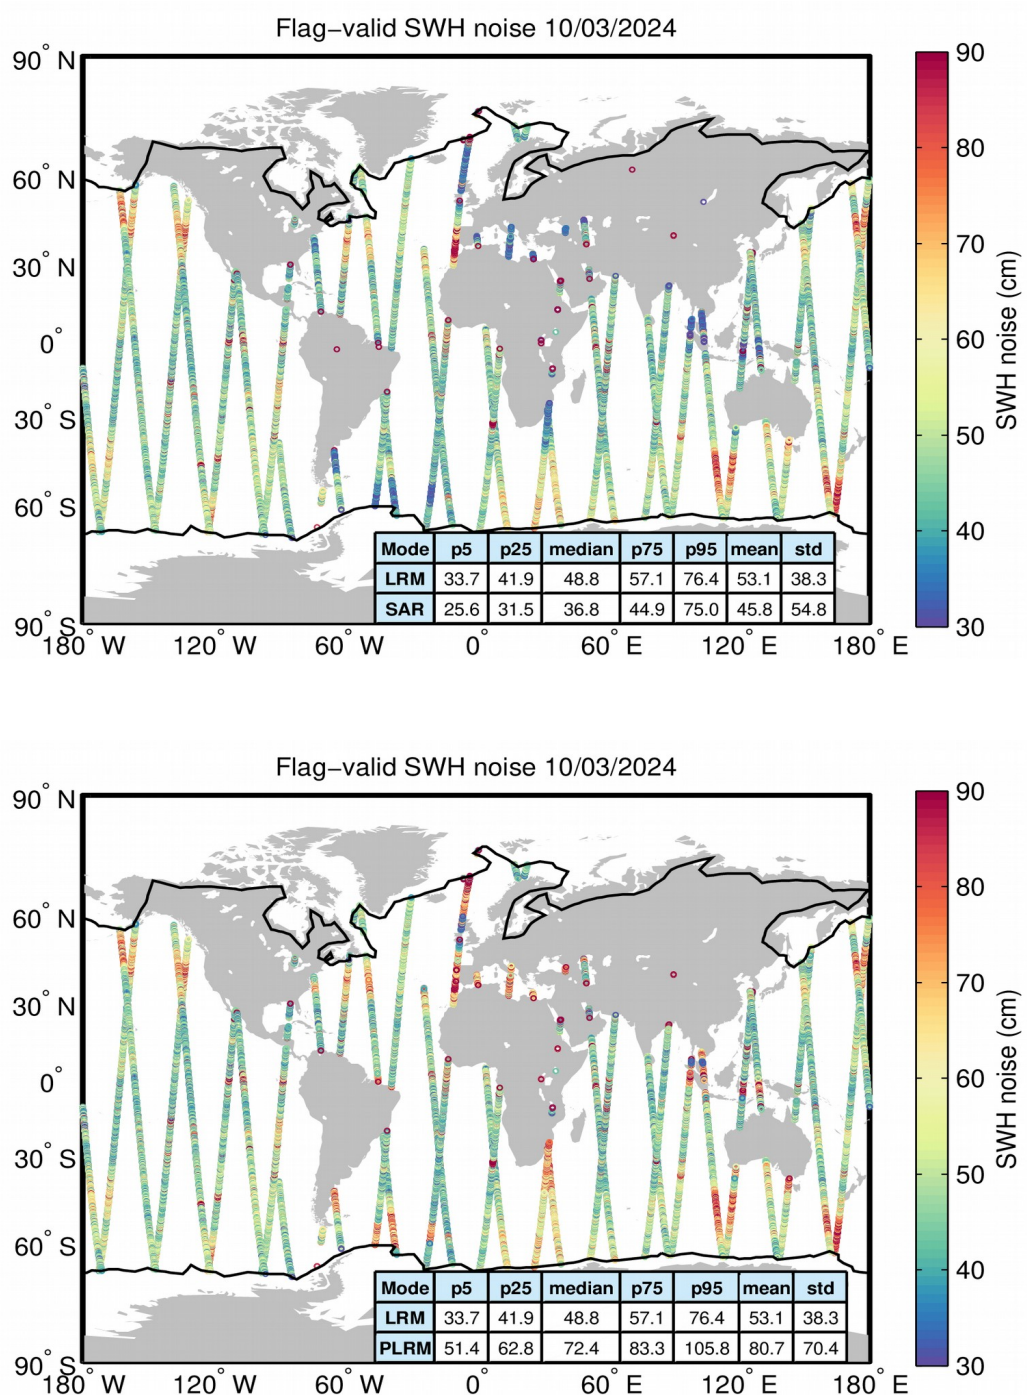 Flag−valid SWH noise 10/03/2024
90° N
60° N
30° N
0°
30° S
60° S
90° S
180° W 120° W 60° W 0° 60° E 120° E 180° E
Mode p5 p25 median p75 p95 mean std
LRM 33.7 41.9 48.8 57.1 76.4 53.1 38.3
SAR 25.6 31.5 36.8 44.9 75.0 45.8 54.8
90
80
70
60
50
40
30
SWH noise (cm)
Flag−valid SWH noise 10/03/2024
90° N
60° N
30° N
0°
30° S
60° S
90° S
180° W 120° W 60° W 0° 60° E 120° E 180° E
Mode p5 p25 median p75 p95 mean std
LRM 33.7 41.9 48.8 57.1 76.4 53.1 38.3
PLRM 51.4 62.8 72.4 83.3 105.8 80.7 70.4
90
80
70
60
50
40
30
SWH noise (cm)